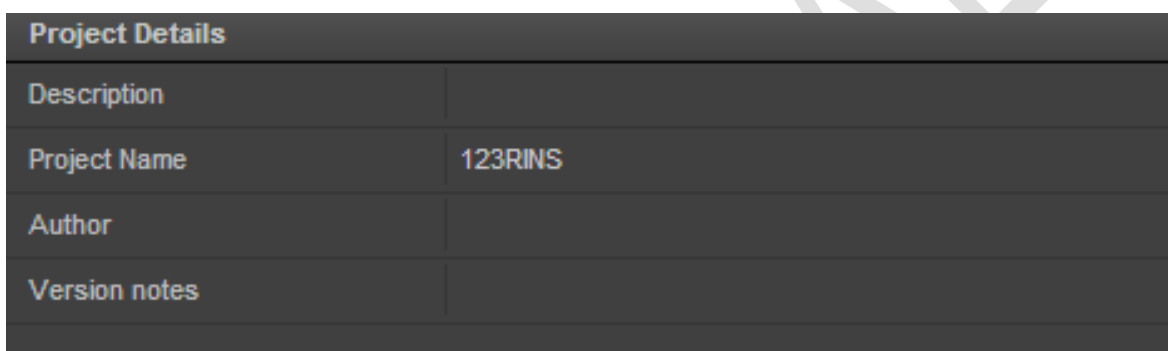 Project Details
Description
Project Name 123RINS
Author
Version notes